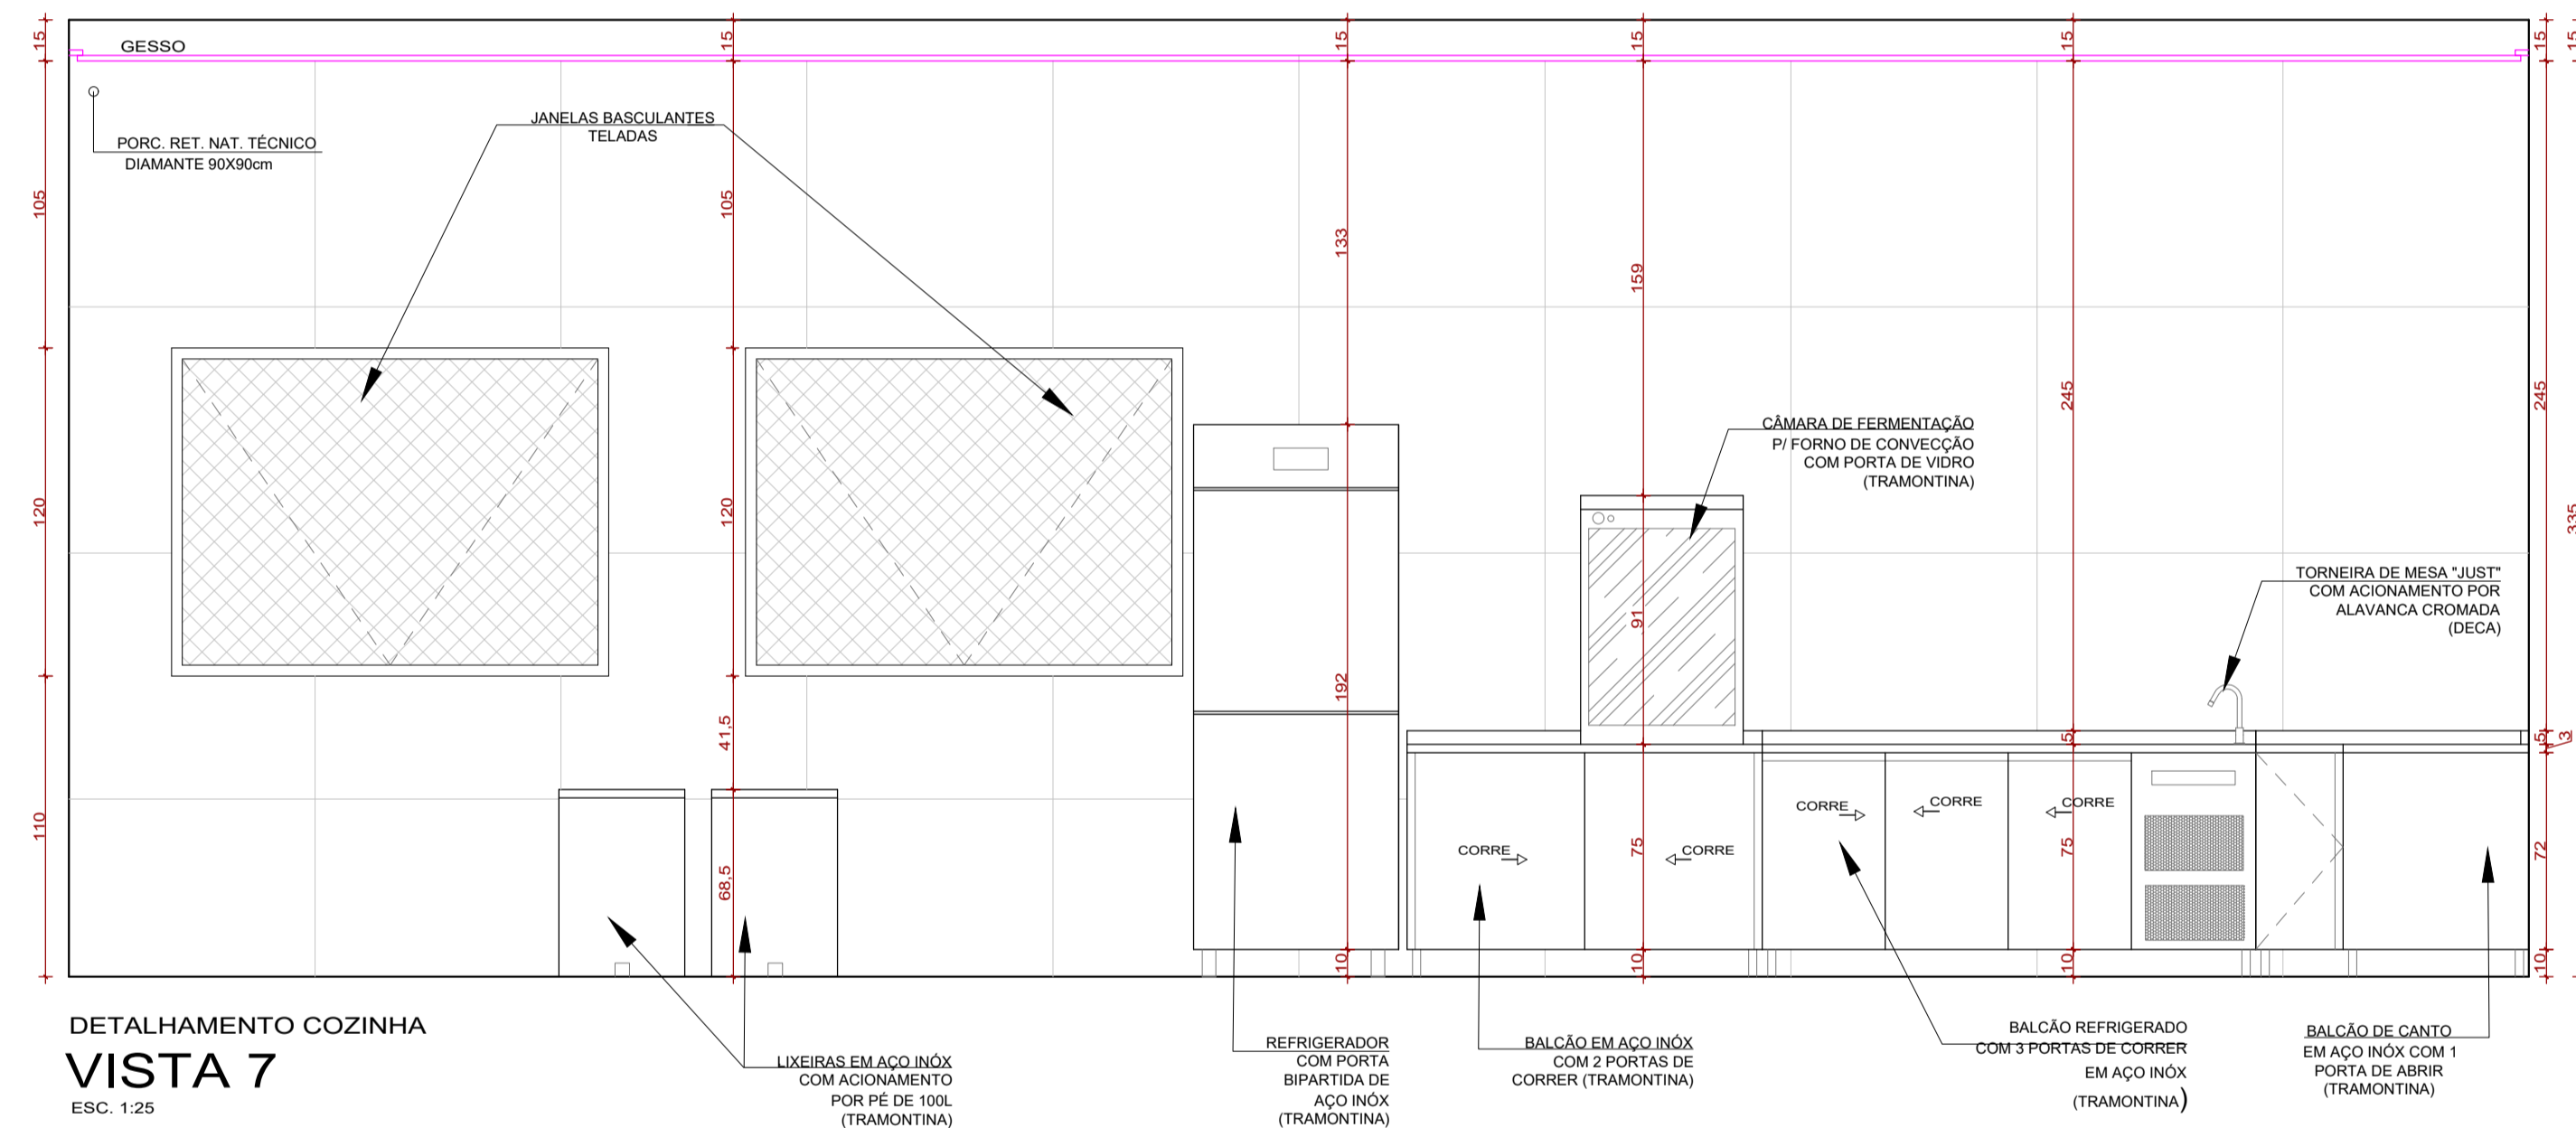 15
15
15
15
15
15
15
GESSO
JANELAS BASCULANTES
TELADAS
PORC. RET. NAT. TÉCNICO
DIAMANTE 90X90cm
105
105
133
159
245
245
CÂMARA DE FERMENTAÇÃO
P/ FORNO DE CONVECÇÃO
COM PORTA DE VIDRO
(TRAMONTINA)
120
120
335
TORNEIRA DE MESA "JUST"
COM ACIONAMENTO POR
ALAVANCA CROMADA
(DECA)
91
192
41,5
5
5
3
CORRE
CORRE
CORRE
CORRE
CORRE
110
68,5
75
75
72
10
10
10
10
DETALHAMENTO COZINHA
VISTA 7
ESC. 1:25
LIXEIRAS EM AÇO INÓX
COM ACIONAMENTO
POR PÉ DE 100L
(TRAMONTINA)
REFRIGERADOR
COM PORTA
BIPARTIDA DE
AÇO INÓX
(TRAMONTINA)
BALCÃO EM AÇO INÓX
COM 2 PORTAS DE
CORRER (TRAMONTINA)
BALCÃO REFRIGERADO
COM 3 PORTAS DE CORRER
EM AÇO INÓX
(TRAMONTINA)
BALCÃO DE CANTO
EM AÇO INÓX COM 1
PORTA DE ABRIR
(TRAMONTINA)